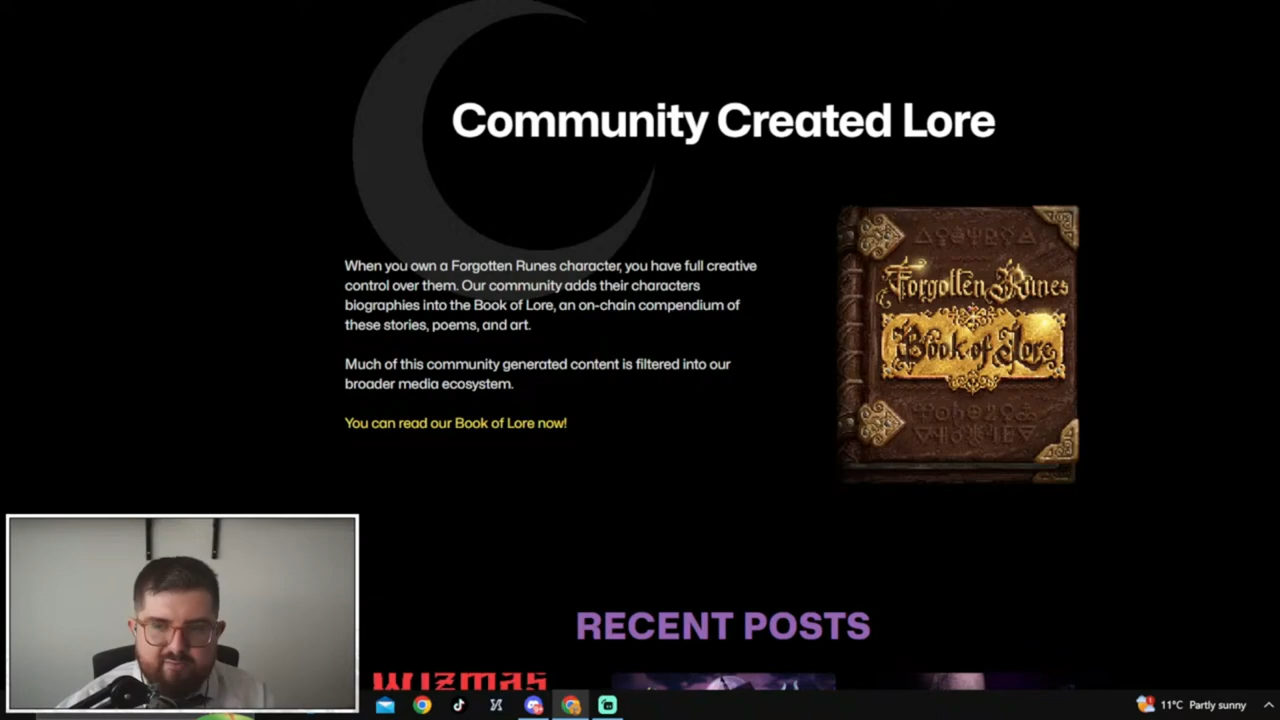 Community Created Lore
When you own a Forgotten Runes character, you have full creative
control over them. Our community adds their characters
biographies into the Book of Lore, an on-chain compendium of
these stories, poems, and art.
Much of this community generated content is filtered into our
broader media ecosystem.
You can read our Book of Lore now!
Forgotten Runes
Book of Lore
RECENT POSTS
WIZMAS
11°C Partly sunny